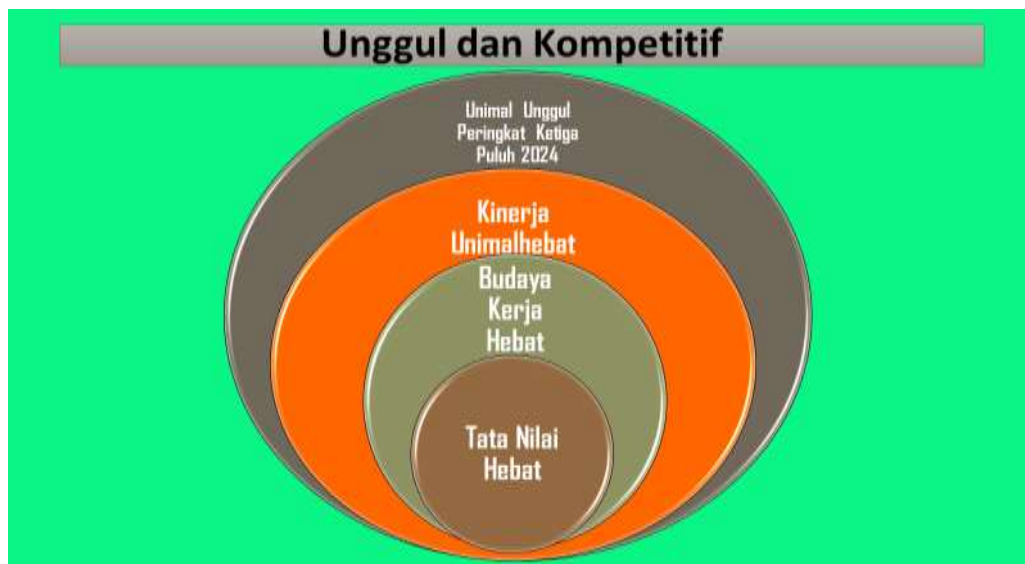 Unggul dan Kompetitif
Unimal Unggul
Peringkat Ketiga
Puluh 2024
Kinerja
Unimalhebat
Budaya
Kerja
Hebat
Tata Nilai
Hebat